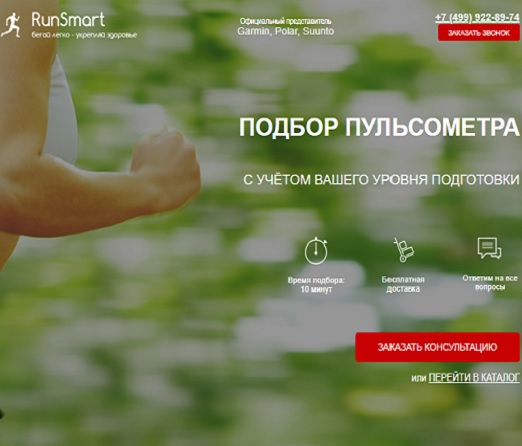 RunSmart
бегай легко - укрепляй здоровье
Официальный представитель
Garmin, Polar, Suunto
+7 (499) 922-89-74
ЗАКАЗАТЬ ЗВОНОК
ПОДБОР ПУЛЬСОМЕТРА
С УЧЁТОМ ВАШЕГО УРОВНЯ ПОДГОТОВКИ
Время подбора:
10 минут
Бесплатная
доставка
Ответим на все
вопросы
ЗАКАЗАТЬ КОНСУЛЬТАЦИЮ
или ПЕРЕЙТИ В КАТАЛОГ